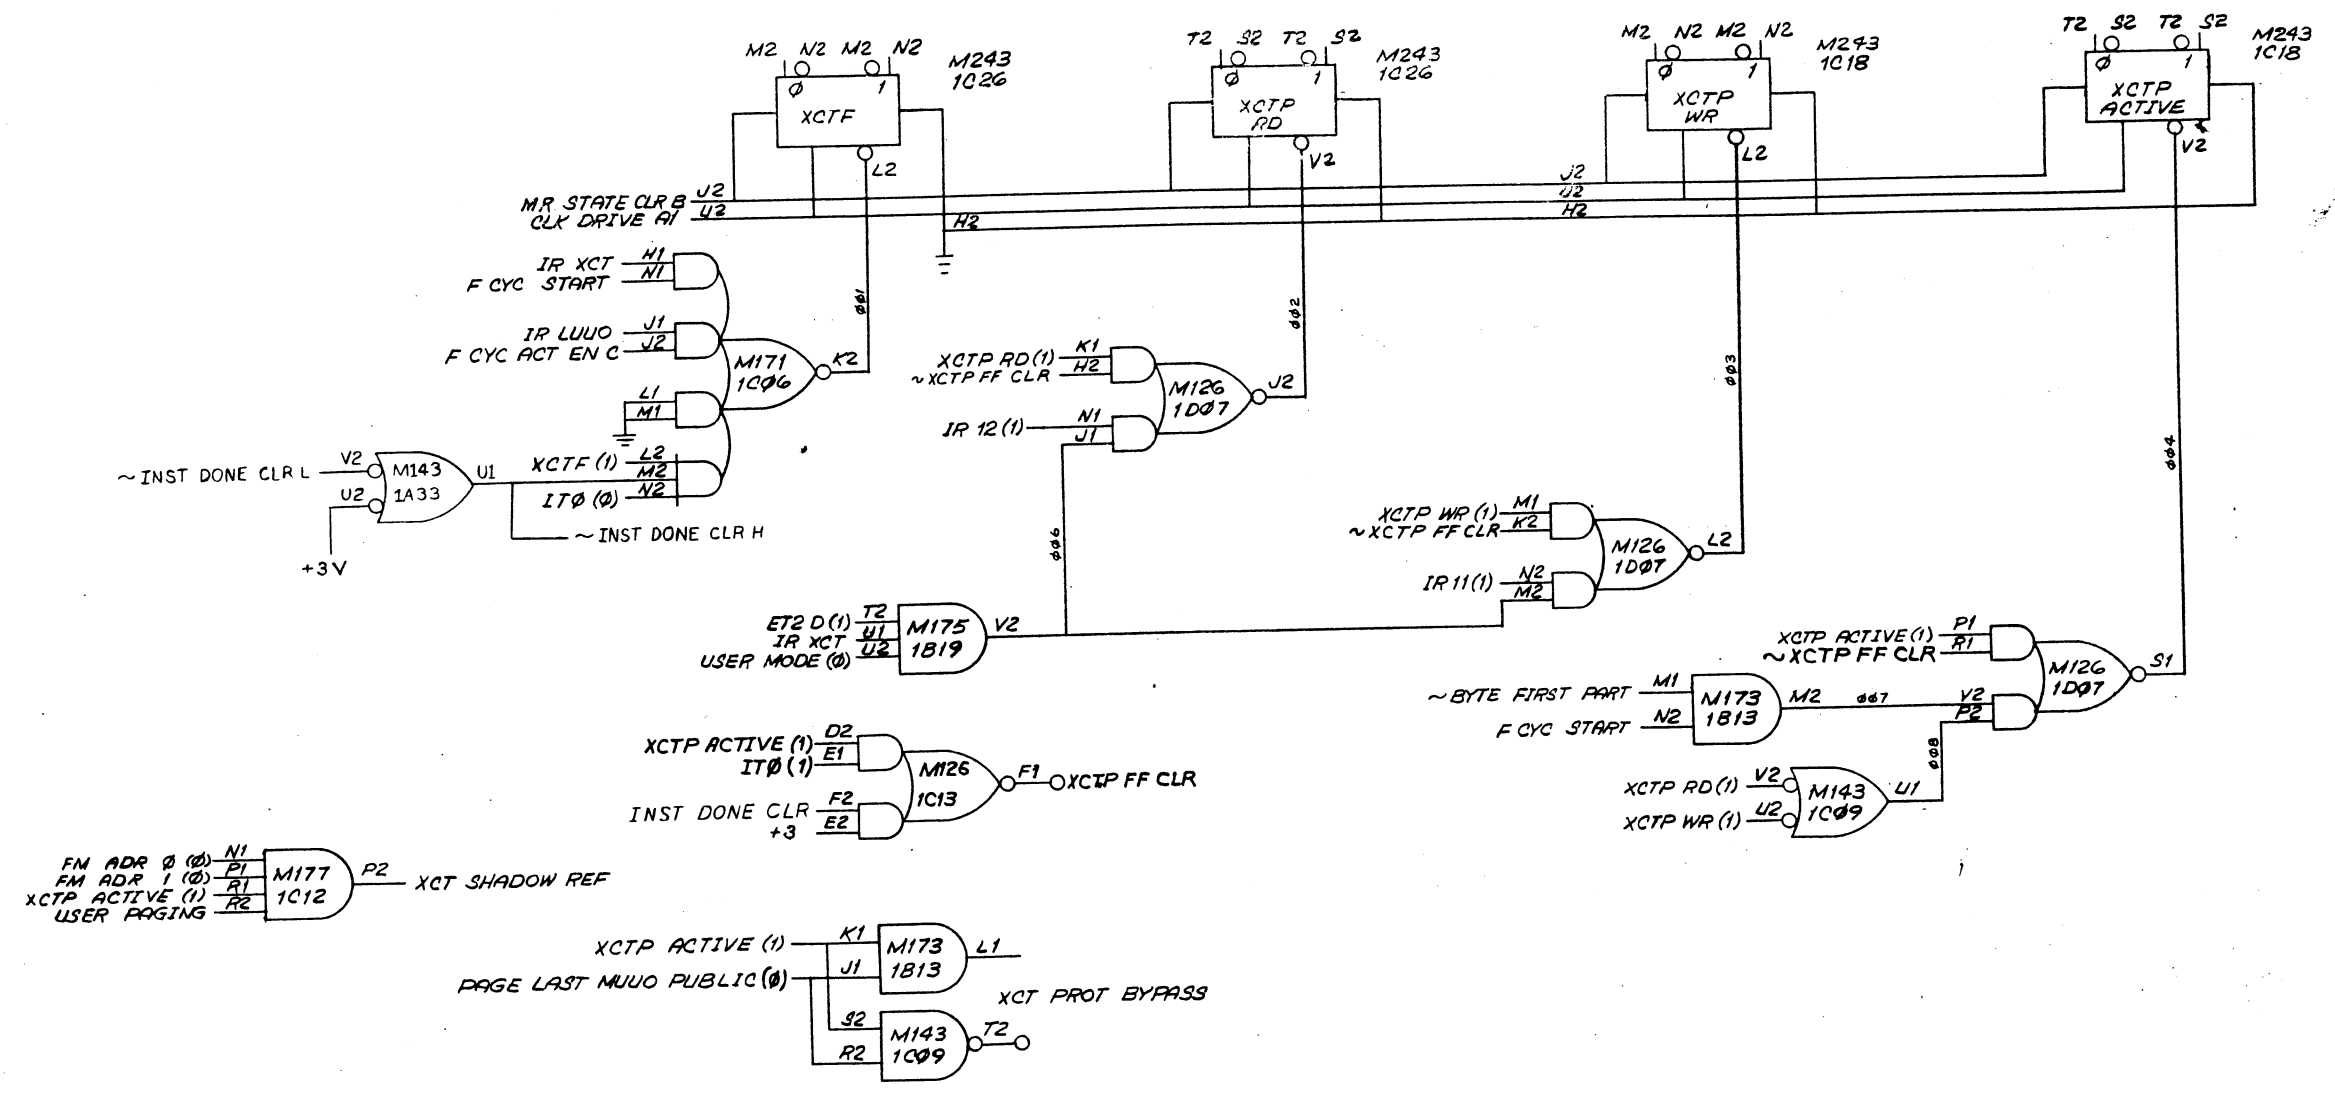 M2 N2 M2 N2
M243
1C26
Ø 1
XCTF
L2
T2 S2 T2 S2
M243
1C26
Ø 1
XCTP
RD
V2
M2 N2 M2 N2
M243
1C18
Ø 1
XCTP
WR
L2
T2 S2 T2 S2
M243
1C18
Ø 1
XCTP
ACTIVE
V2
MR STATE CLR B J2
CLK DRIVE A1 U2
H2
J2
U2
H2
IR XCT H1
F CYC START N1
IR LUUO J1
F CYC ACT EN C J2
L1
M1
XCTF (1) L2
M2
ITØ (Ø) N2
M171
1CØ6
K2
ØØ1
~INST DONE CLR L V2
U2
+3V
M143
1A33
U1
~INST DONE CLR H
XCTP RD (1) K1
~XCTP FF CLR H2
IR 12 (1) N1
J1
M126
1DØ7
J2
ØØ2
ØØ6
XCTP WR (1) M1
~XCTP FF CLR K2
IR 11 (1) N2
M2
M126
1DØ7
L2
ØØ3
ET2 D (1) T2
IR XCT U1
USER MODE (Ø) U2
M175
1B19
V2
XCTP ACTIVE (1) P1
~XCTP FF CLR R1
V2
P2
M126
1DØ7
S1
ØØ4
~BYTE FIRST PART M1
F CYC START N2
M173
1B13
M2
ØØ7
XCTP RD (1) V2
XCTP WR (1) U2
M143
1CØ9
U1
ØØ8
XCTP ACTIVE (1) D2
ITØ (1) E1
INST DONE CLR F2
+3 E2
M126
1C13
F1
XCTP FF CLR
FM ADR Ø (Ø) N1
FM ADR 1 (Ø) P1
XCTP ACTIVE (1) R1
USER PAGING R2
M177
1C12
P2
XCT SHADOW REF
XCTP ACTIVE (1) K1
PAGE LAST MUUO PUBLIC (Ø) J1
M173
1B13
L1
XCT PROT BYPASS
S2
R2
M143
1CØ9
T2